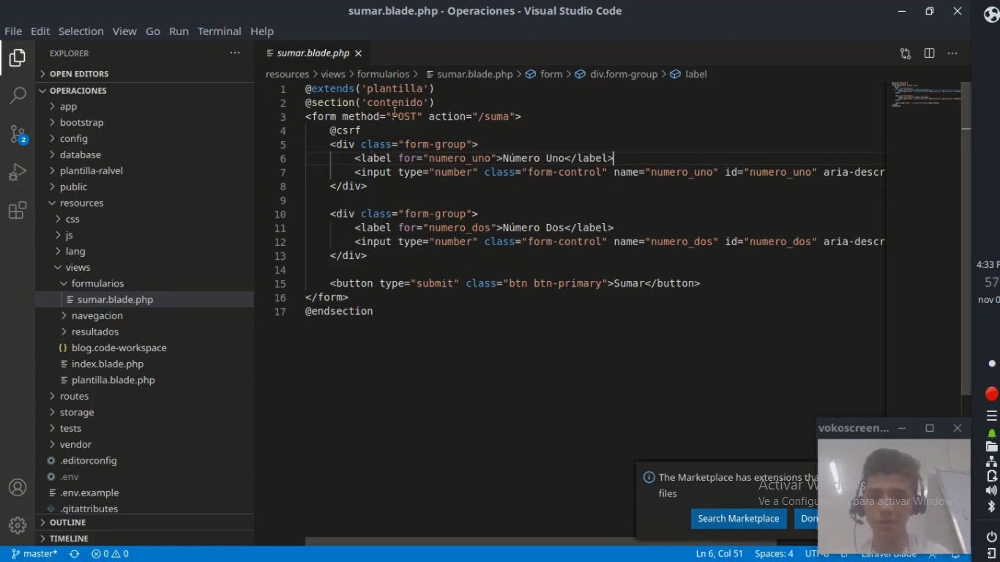 sumar.blade.php - Operaciones - Visual Studio Code
File Edit Selection View Go Run Terminal Help
EXPLORER
OPEN EDITORS
OPERACIONES
app
bootstrap
config
database
plantilla-ralvel
public
resources
css
js
lang
views
formularios
sumar.blade.php
navegacion
resultados
{} blog.code-workspace
index.blade.php
plantilla.blade.php
routes
storage
tests
vendor
.editorconfig
.env
.env.example
.gitattributes
OUTLINE
TIMELINE
2
sumar.blade.php
resources > views > formularios > sumar.blade.php > form > div.form-group > label
1 @extends('plantilla')
2 @section('contenido')
3 <form method="POST" action="/suma">
4 @csrf
5 <div class="form-group">
6 <label for="numero_uno">Número Uno</label>
7 <input type="number" class="form-control" name="numero_uno" id="numero_uno" aria-descr
8 </div>
9
10 <div class="form-group">
11 <label for="numero_dos">Número Dos</label>
12 <input type="number" class="form-control" name="numero_dos" id="numero_dos" aria-descr
13 </div>
14
15 <button type="submit" class="btn btn-primary">Sumar</button>
16 </form>
17 @endsection
The Marketplace has extensions tha
files
Search Marketplace
Don
vokoscreen...
Activar Windows
Ve a Configuración para activar Windows.
4:33 P
57
nov 0
master*
0 0
Ln 6, Col 51 Spaces: 4 UTF-8 LF Laravel Blade